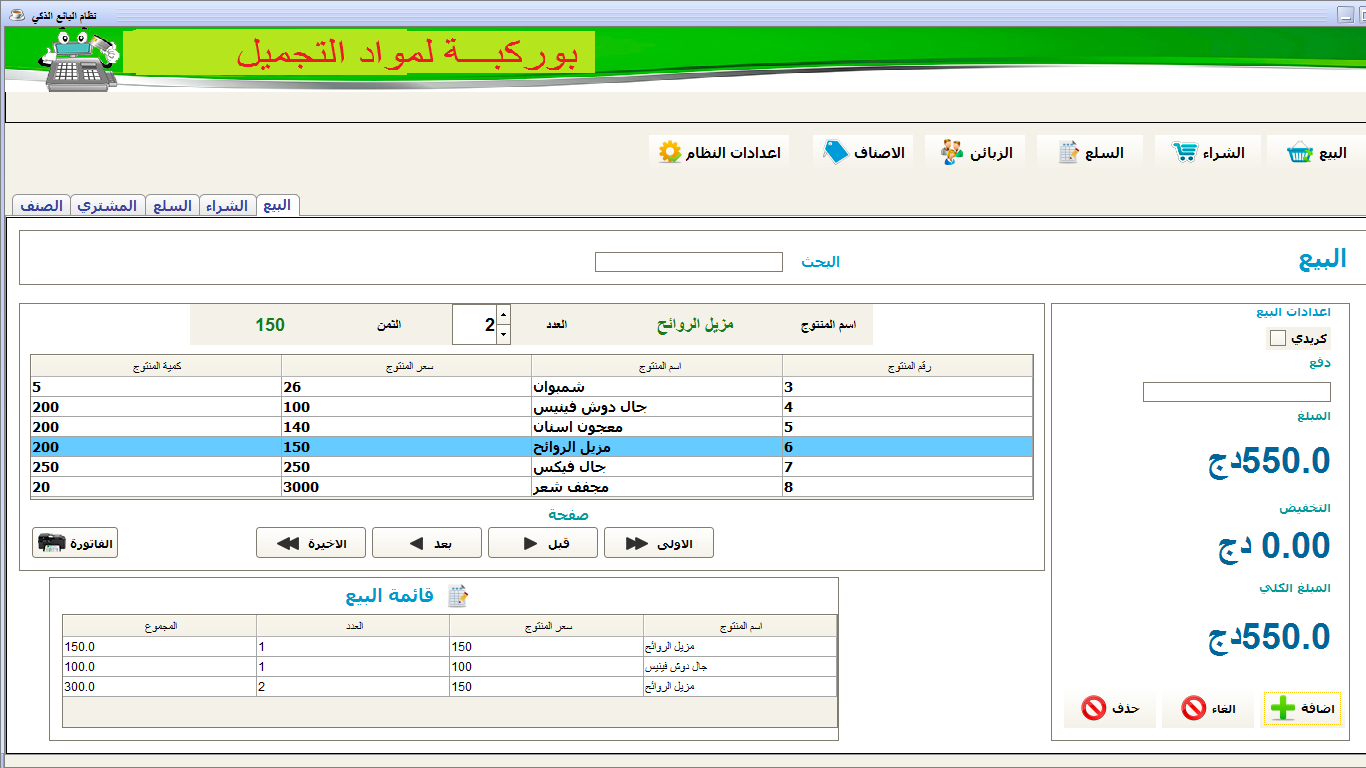 نظام البائع الذكي
بوركبـــة لمواد التجميل
البيع الشراء السلع الزبائن الاصناف اعدادات النظام
البيع الشراء السلع المشتري الصنف
البيع
البحث
اسم المنتوج مزيل الروائح العدد 2 الثمن 150
رقم المنتوج اسم المنتوج سعر المنتوج كمية المنتوج
3 شمبوان 26 5
4 جال دوش فينيس 100 200
5 معجون اسنان 140 200
6 مزيل الروائح 150 200
7 جال فيكس 250 250
8 مجفف شعر 3000 20
صفحة
الاولى قبل بعد الاخيرة الفاتورة
قائمة البيع
اسم المنتوج سعر المنتوج العدد المجموع
مزيل الروائح 150 1 150.0
جال دوش فينيس 100 1 100.0
مزيل الروائح 150 2 300.0
اعدادات البيع
كريدي
دفع
المبلغ
550.0دج
التخفيض
0.00 دج
المبلغ الكلي
550.0دج
اضافة الغاء حذف